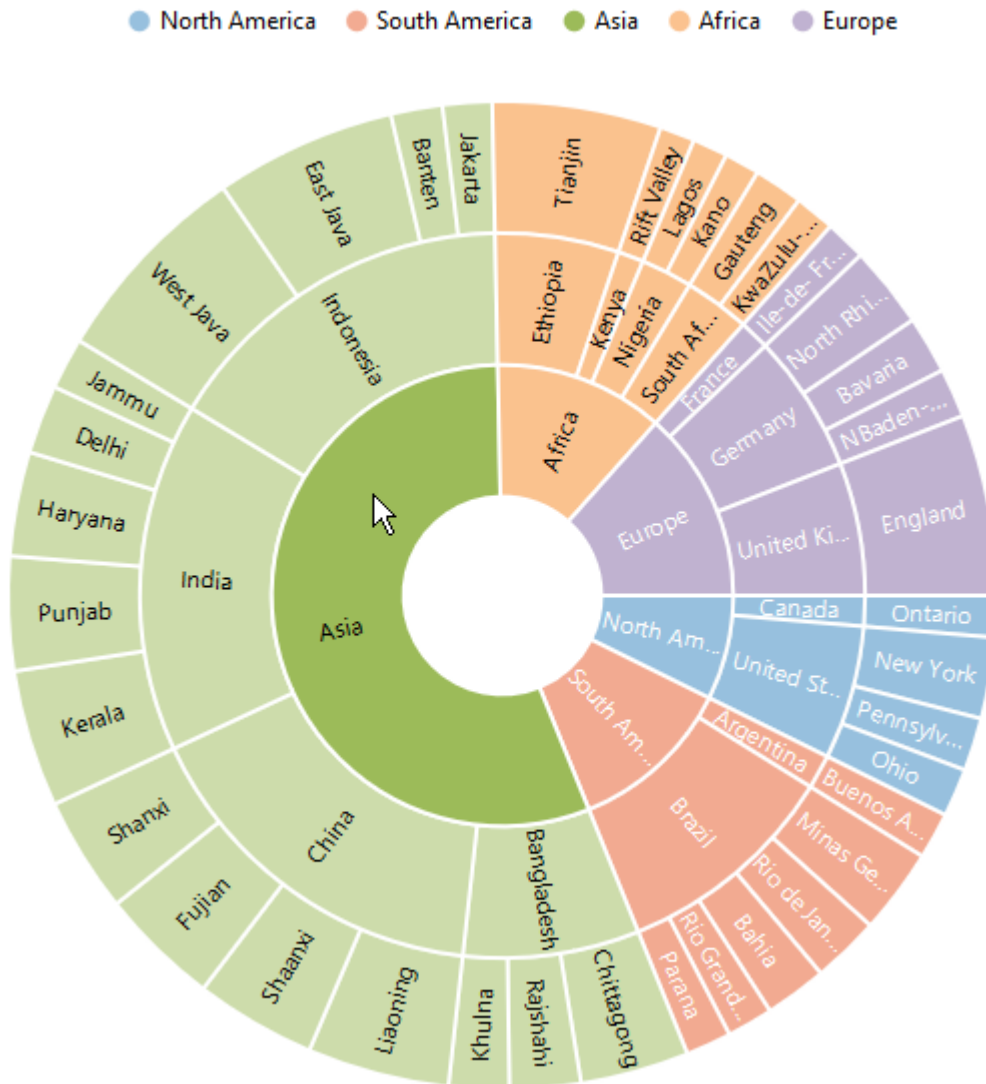 North America
South America
Asia
Africa
Europe
Jakarta
Banten
East Java
West Java
Jammu
Delhi
Haryana
Punjab
Kerala
Shanxi
Fujian
Shaanxi
Liaoning
Khulna
Rajshahi
Chittagong
Parana
Rio Grand...
Bahia
Rio de Jan...
Minas Ge...
Buenos A...
Ohio
Pennsylv...
New York
Ontario
England
NBaden-...
Bavaria
North Rhi...
Ile-de- Fr...
KwaZulu-...
Gauteng
Kano
Lagos
Rift Valley
Tianjin
Indonesia
India
China
Bangladesh
Brazil
Argentina
United St...
Canada
United Ki...
Germany
France
South Af...
Nigeria
Kenya
Ethiopia
Asia
South Am...
North Am...
Europe
Africa